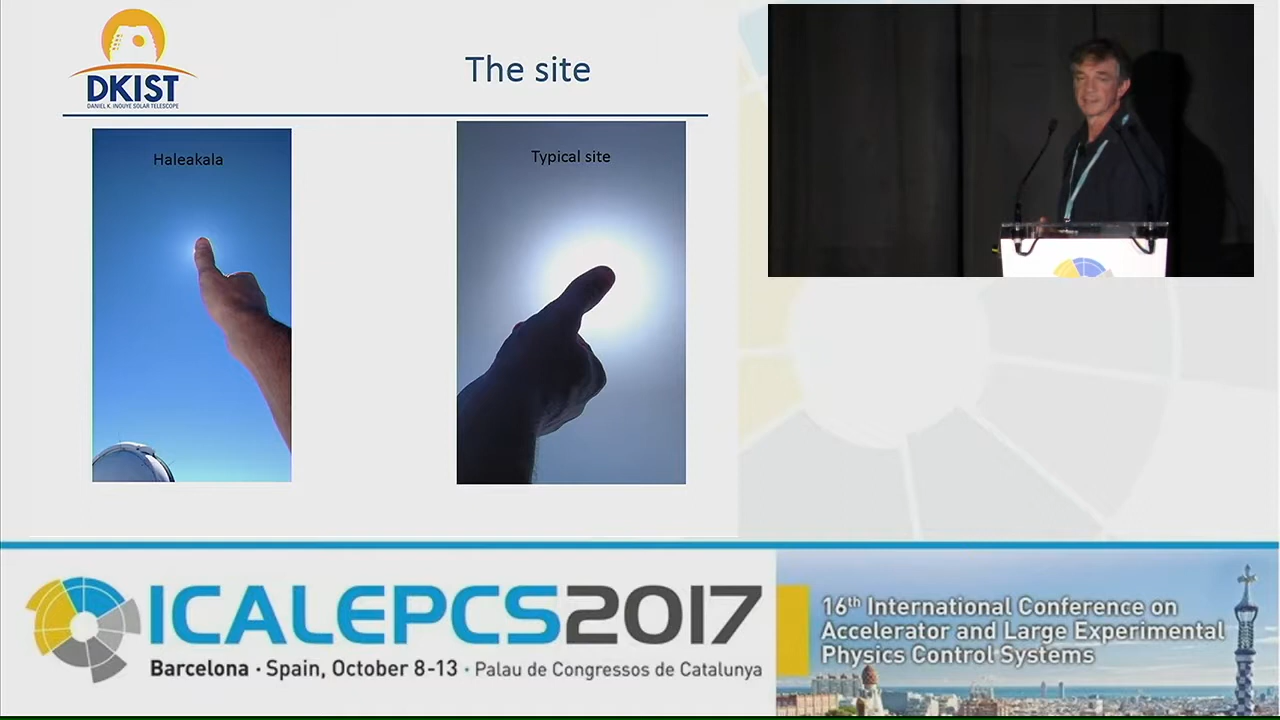 DKIST
DANIEL K. INOUYE SOLAR TELESCOPE
The site
Haleakala
Typical site
ICALEPCS2017
Barcelona · Spain, October 8-13 · Palau de Congressos de Catalunya
16th International Conference on
Accelerator and Large Experimental
Physics Control Systems